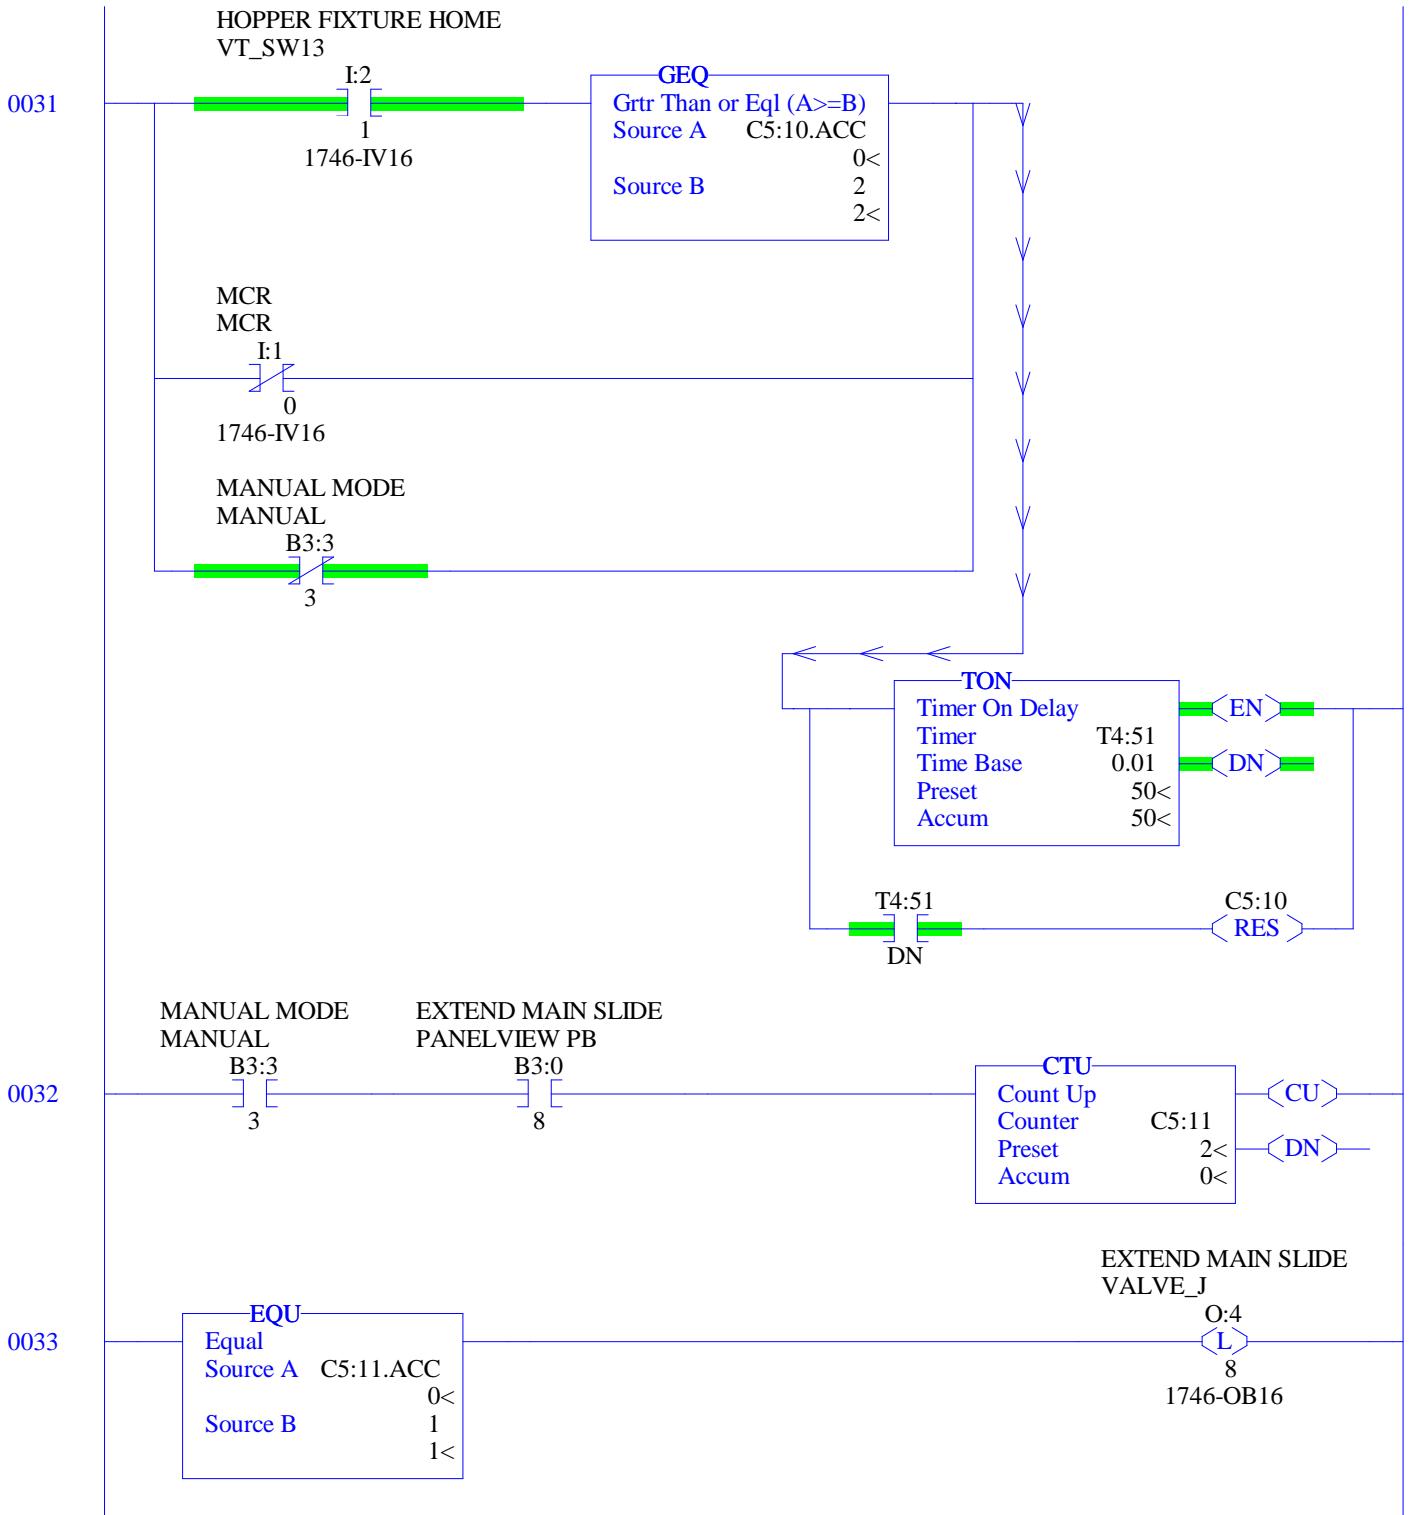 HOPPER FIXTURE HOME
VT_SW13
I:2
1
1746-IV16
0031
GEQ
Grtr Than or Eql (A>=B)
Source A C5:10.ACC
0<
Source B 2
2<
MCR
MCR
I:1
0
1746-IV16
MANUAL MODE
MANUAL
B3:3
3
TON
Timer On Delay
Timer T4:51
Time Base 0.01
Preset 50<
Accum 50<
EN
DN
T4:51
DN
C5:10
RES
0032
MANUAL MODE
MANUAL
B3:3
3
EXTEND MAIN SLIDE
PANELVIEW PB
B3:0
8
CTU
Count Up
Counter C5:11
Preset 2<
Accum 0<
CU
DN
0033
EQU
Equal
Source A C5:11.ACC
0<
Source B 1
1<
EXTEND MAIN SLIDE
VALVE_J
O:4
L
8
1746-OB16